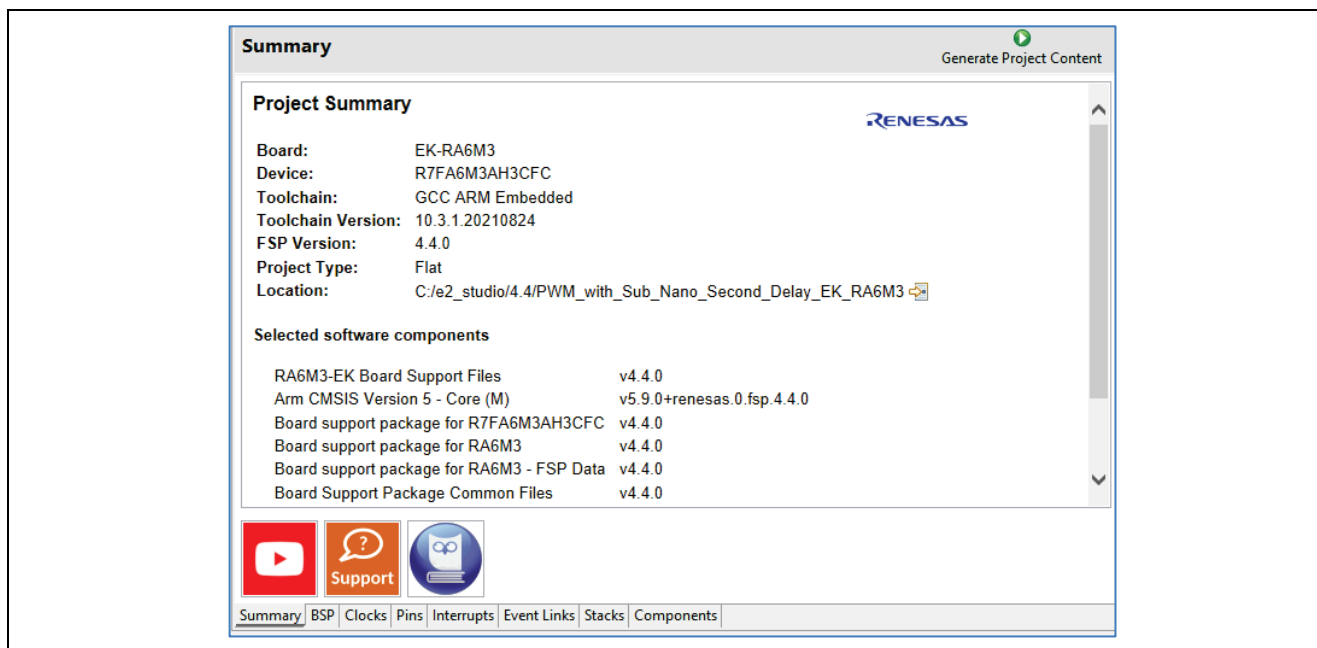 Summary
Generate Project Content
Project Summary
RENESAS
Board: EK-RA6M3
Device: R7FA6M3AH3CFC
Toolchain: GCC ARM Embedded
Toolchain Version: 10.3.1.20210824
FSP Version: 4.4.0
Project Type: Flat
Location: C:/e2_studio/4.4/PWM_with_Sub_Nano_Second_Delay_EK_RA6M3
Selected software components
RA6M3-EK Board Support Files v4.4.0
Arm CMSIS Version 5 - Core (M) v5.9.0+renesas.0.fsp.4.4.0
Board support package for R7FA6M3AH3CFC v4.4.0
Board support package for RA6M3 v4.4.0
Board support package for RA6M3 - FSP Data v4.4.0
Board Support Package Common Files v4.4.0
?
Support
Summary BSP Clocks Pins Interrupts Event Links Stacks Components